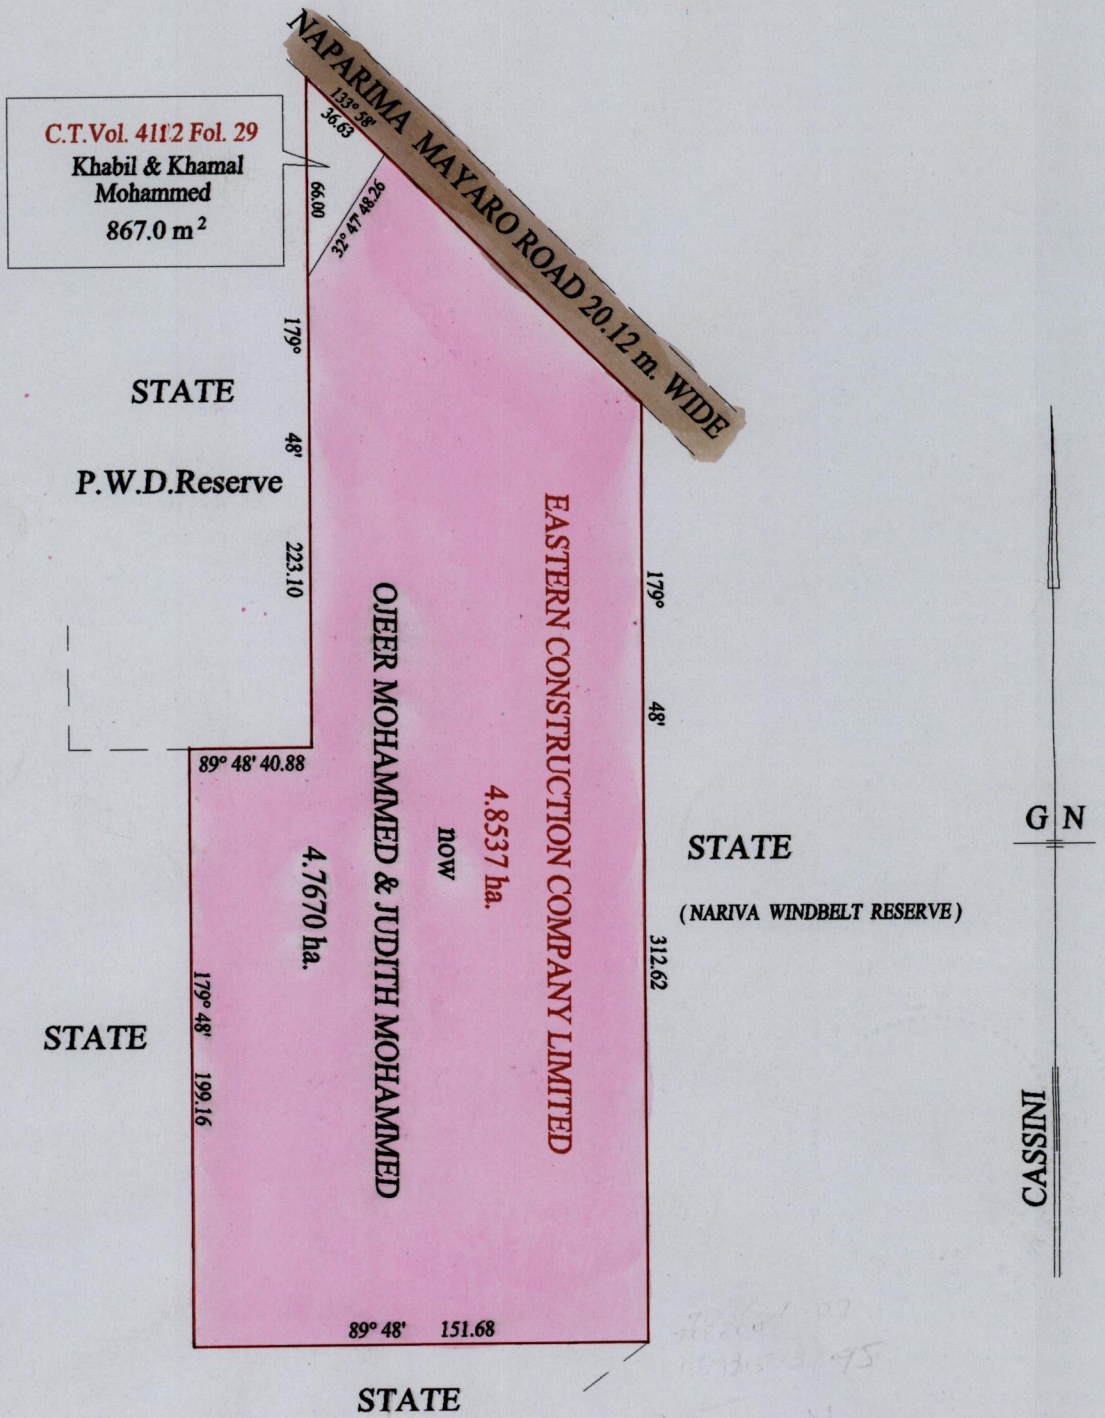 NAPARIMA MAYARO ROAD 20.12 m. WIDE
133° 58'
36.63
C.T.Vol. 4112 Fol. 29
Khabil & Khamal
Mohammed
867.0 m²
66.00
32° 47' 48.26
179° 48' 223.10
STATE
P.W.D.Reserve
EASTERN CONSTRUCTION COMPANY LIMITED
4.8537 ha.
now
OJEER MOHAMMED & JUDITH MOHAMMED
4.7670 ha.
179° 48' 312.62
89° 48' 40.88
STATE
(NARIVA WINDBELT RESERVE)
G N
CASSINI
STATE
179° 48' 199.16
89° 48' 151.68
STATE